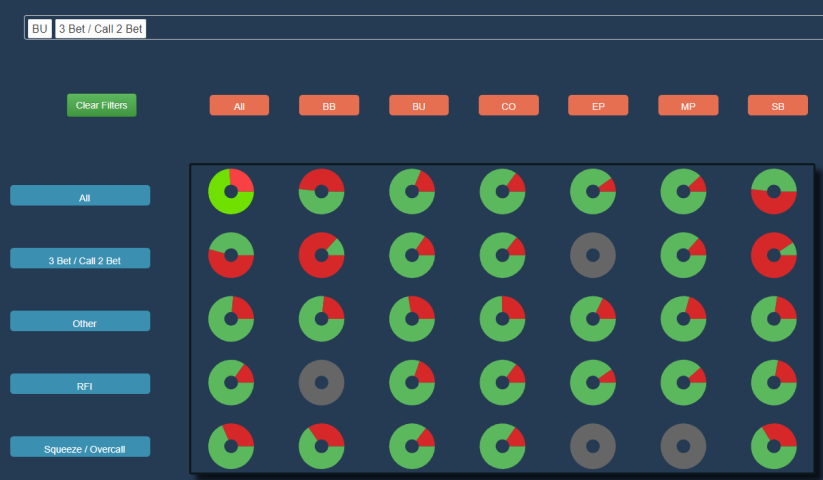 BU 3 Bet / Call 2 Bet
Clear Filters All BB BU CO EP MP SB
All
3 Bet / Call 2 Bet
Other
RFI
Squeeze / Overcall